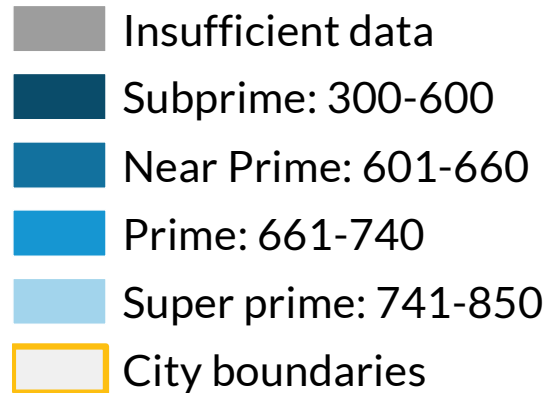 Insufficient data
Subprime: 300-600
Near Prime: 601-660
Prime: 661-740
Super prime: 741-850
City boundaries